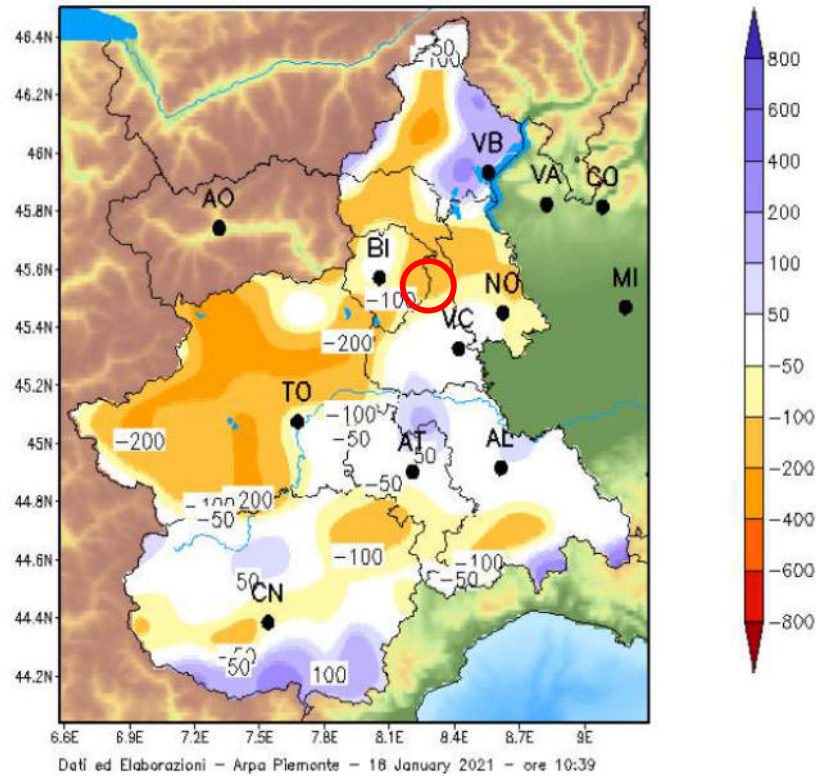 46.4N
46.2N
46N
45.8N
45.6N
45.4N
45.2N
45N
44.8N
44.6N
44.4N
44.2N
6.6E 6.9E 7.2E 7.5E 7.8E 8.1E 8.4E 8.7E 9E
50
-100
VB
VA CO
AO
BI
NO MI
-100
VC
-200
TO
-100
-50
-200
AT AL
50
-50
-100 200
-50
-100
-100
-50
50
CN
-50
50
100
800
600
400
200
100
50
-50
-100
-200
-400
-600
-800
Dati ed Elaborazioni - Arpa Piemonte - 18 January 2021 - ore 10:39